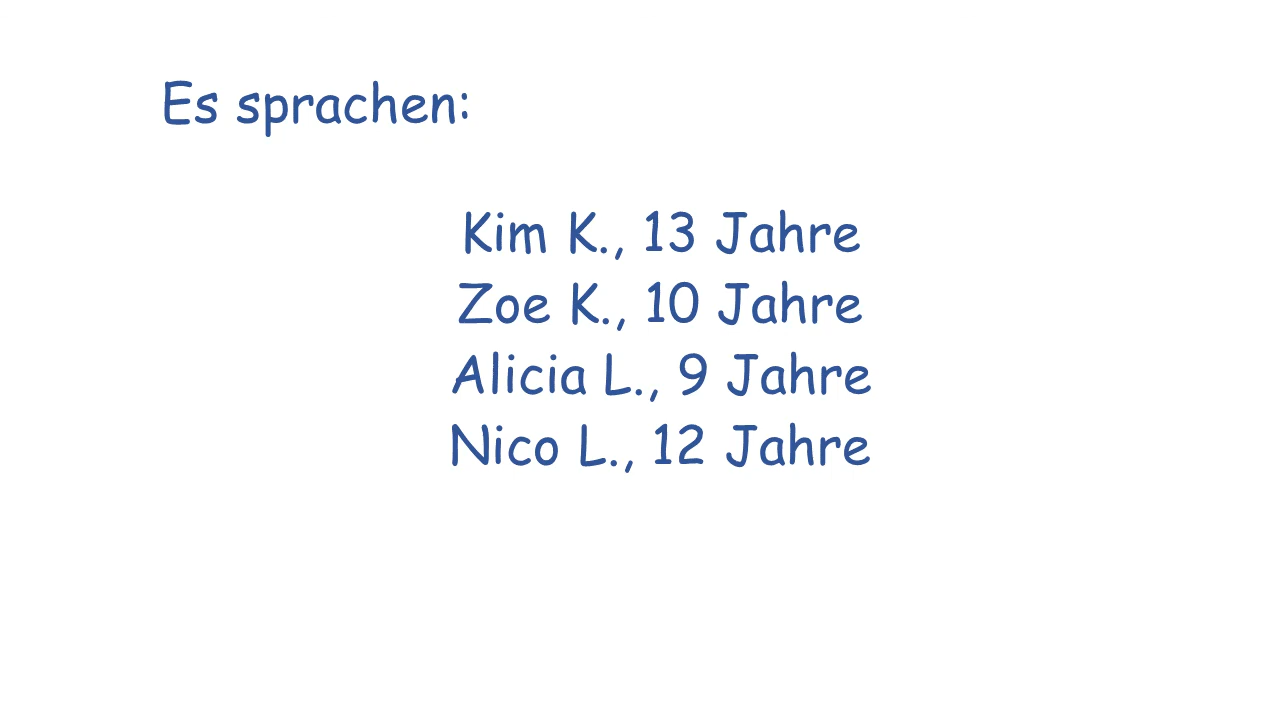 Es sprachen:
Kim K., 13 Jahre
Zoe K., 10 Jahre
Alicia L., 9 Jahre
Nico L., 12 Jahre